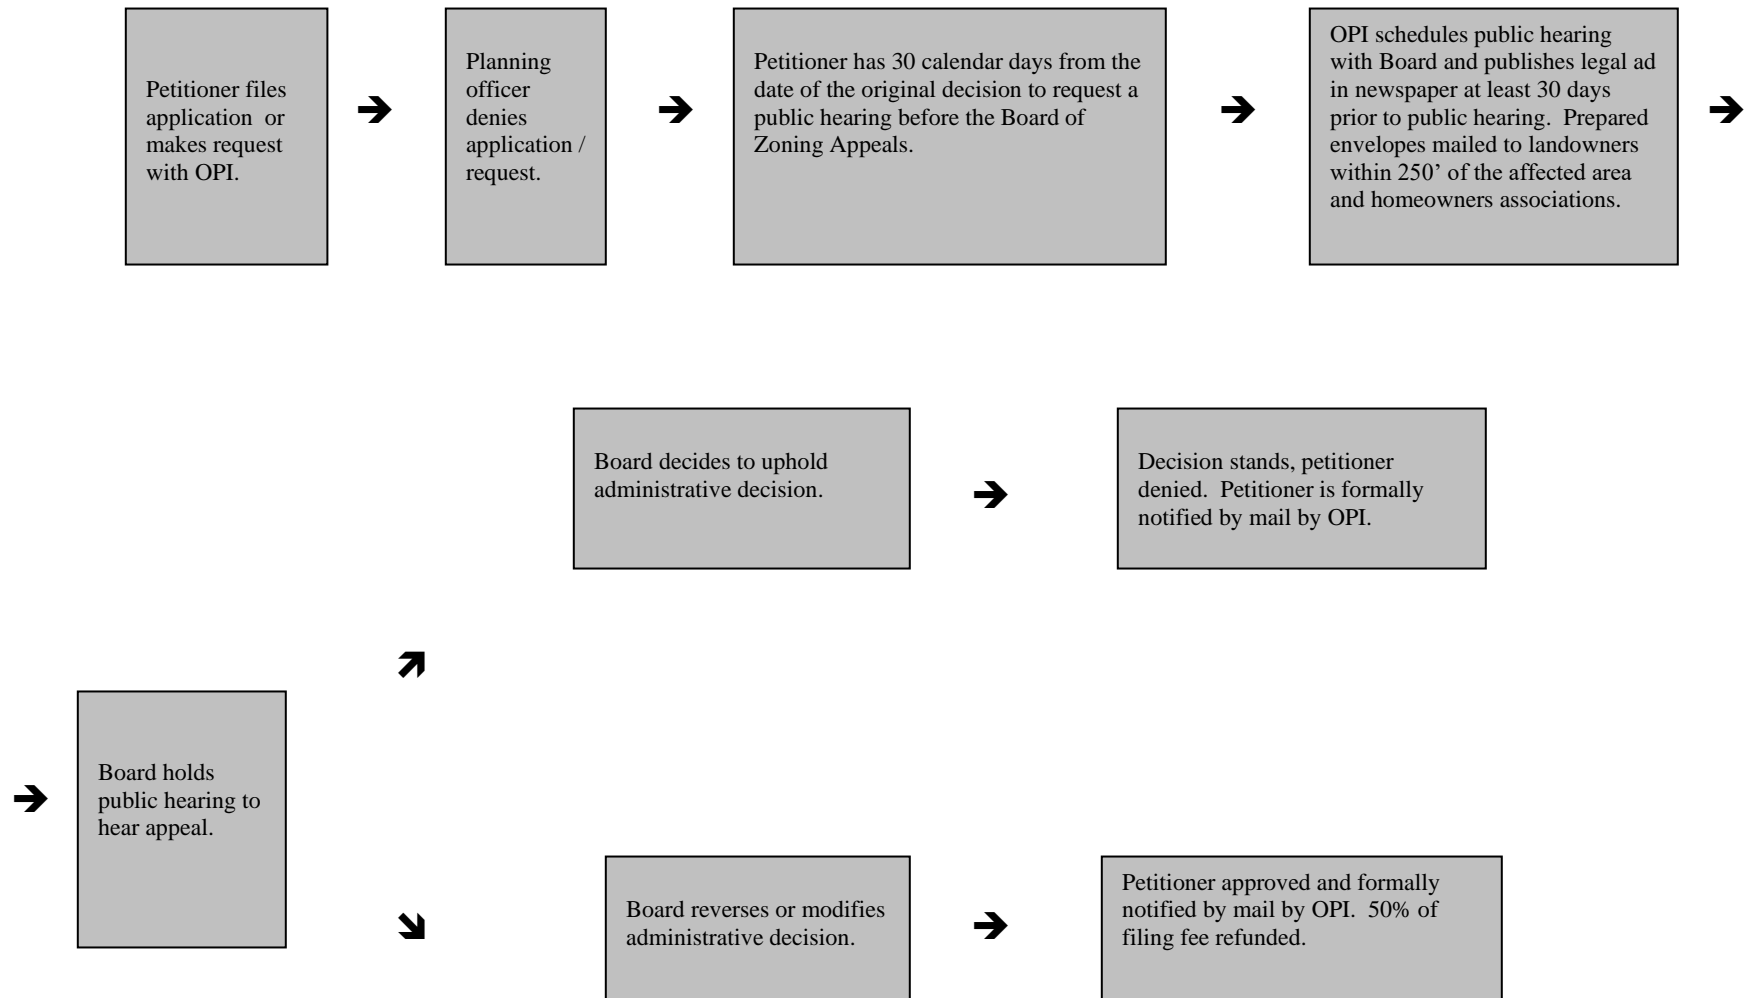 Petitioner files
application  or
makes request
with OPI.
➔
Planning
officer
denies
application /
request.
➔
Petitioner has 30 calendar days from the
date of the original decision to request a
public hearing before the Board of
Zoning Appeals.
➔
OPI schedules public hearing
with Board and publishes legal ad
in newspaper at least 30 days
prior to public hearing.  Prepared
envelopes mailed to landowners
within 250’ of the affected area
and homeowners associations.
➔
➔
Board holds
public hearing to
hear appeal.
➔
Board decides to uphold
administrative decision.
➔
Decision stands, petitioner
denied.  Petitioner is formally
notified by mail by OPI.
➔
Board reverses or modifies
administrative decision.
➔
Petitioner approved and formally
notified by mail by OPI.  50% of
filing fee refunded.